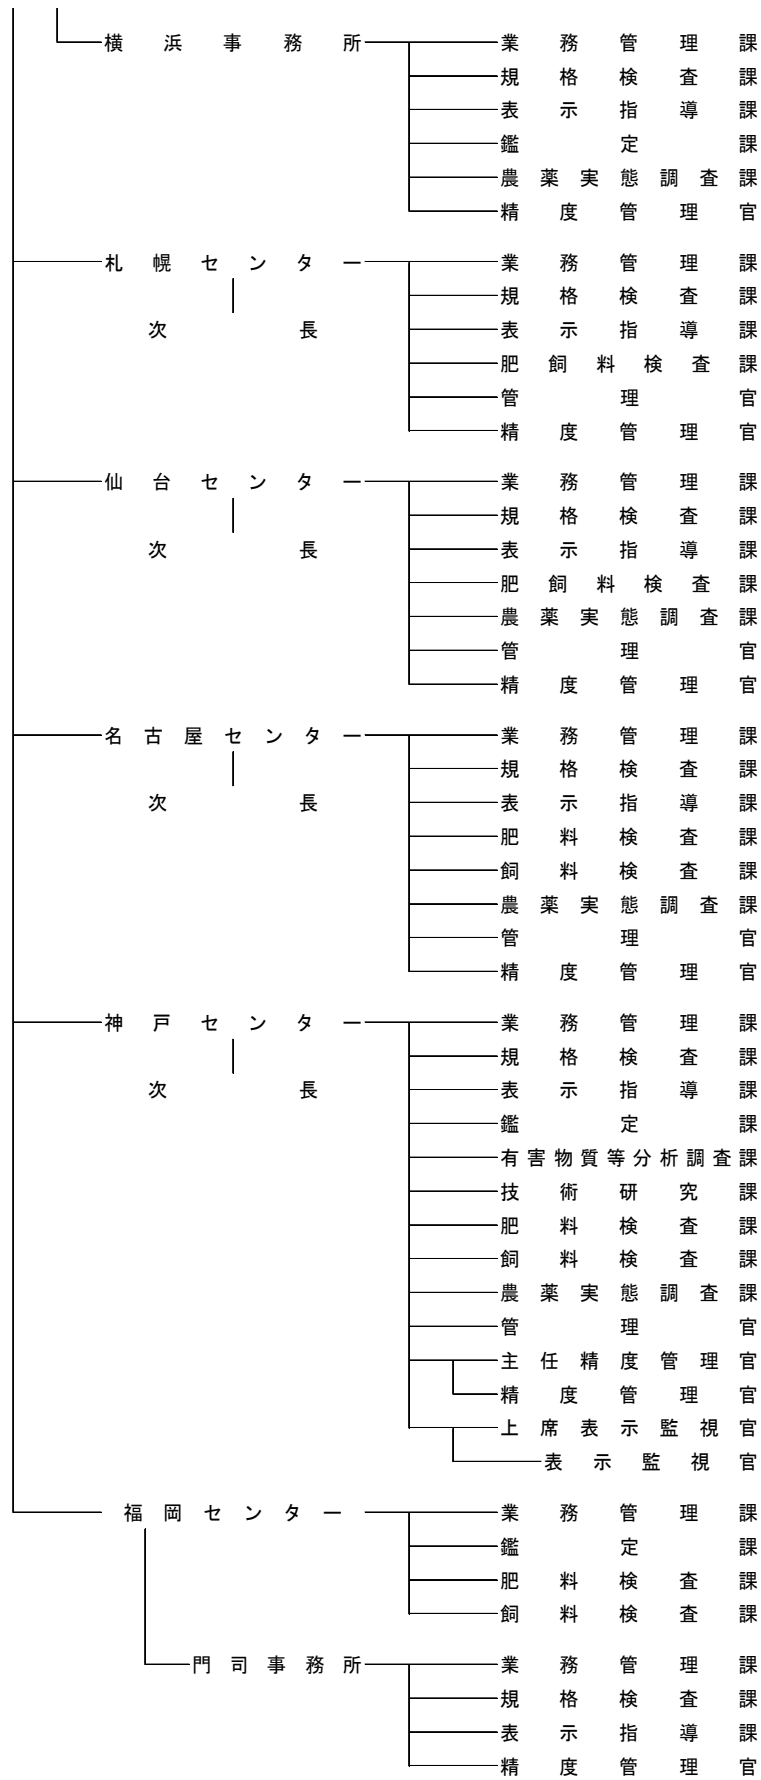 横浜事務所 業務管理課
規格検査課
表示指導課
鑑定課
農薬実態調査課
精度管理官
札幌センター 業務管理課
規格検査課
次長 表示指導課
肥飼料検査課
管理官
精度管理官
仙台センター 業務管理課
規格検査課
次長 表示指導課
肥飼料検査課
農薬実態調査課
管理官
精度管理官
名古屋センター 業務管理課
規格検査課
次長 表示指導課
肥料検査課
飼料検査課
農薬実態調査課
管理官
精度管理官
神戸センター 業務管理課
規格検査課
次長 表示指導課
鑑定課
有害物質等分析調査課
技術研究課
肥料検査課
飼料検査課
農薬実態調査課
管理官
主任精度管理官
精度管理官
上席表示監視官
表示監視官
福岡センター 業務管理課
鑑定課
肥料検査課
飼料検査課
門司事務所 業務管理課
規格検査課
表示指導課
精度管理官